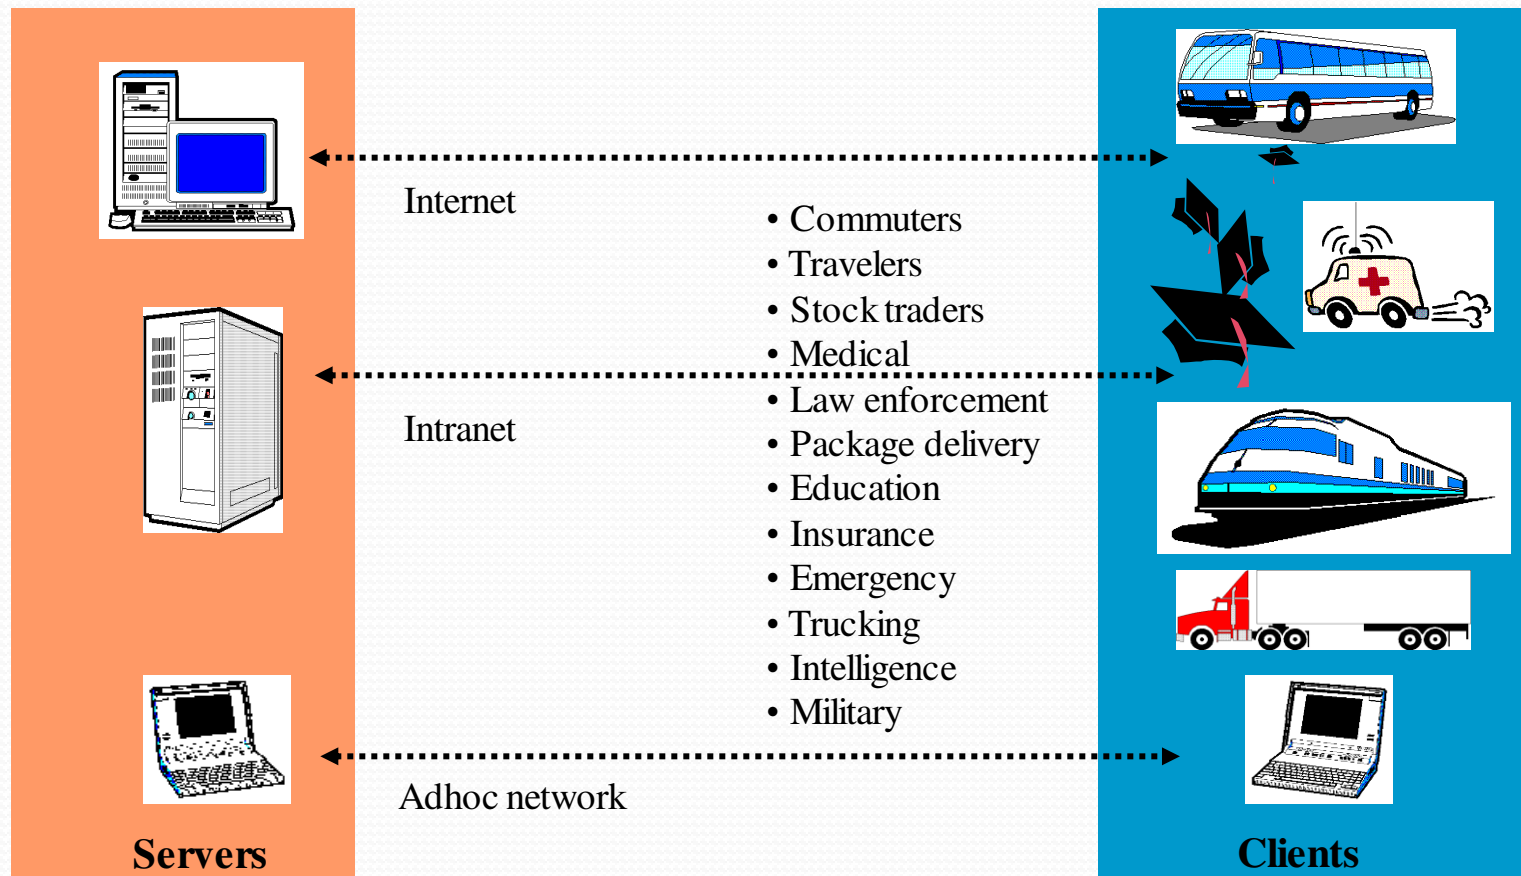 Internet
• Commuters
• Travelers
• Stock traders
• Medical
Intranet
• Law enforcement
• Package delivery
• Education
• Insurance
• Emergency
• Trucking
• Intelligence
• Military
Adhoc network
Servers
Clients